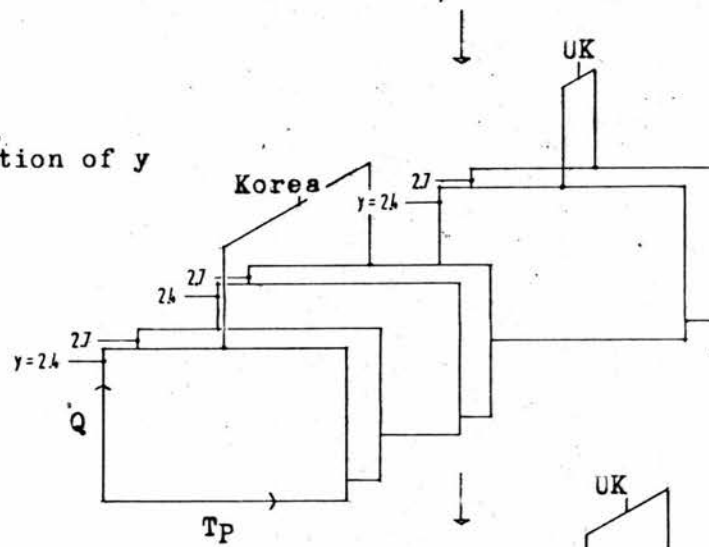 UK
tion of y
Korea
2.7
y = 2.4
2.7
2.4
2.7
y = 2.4
Q
TP
UK